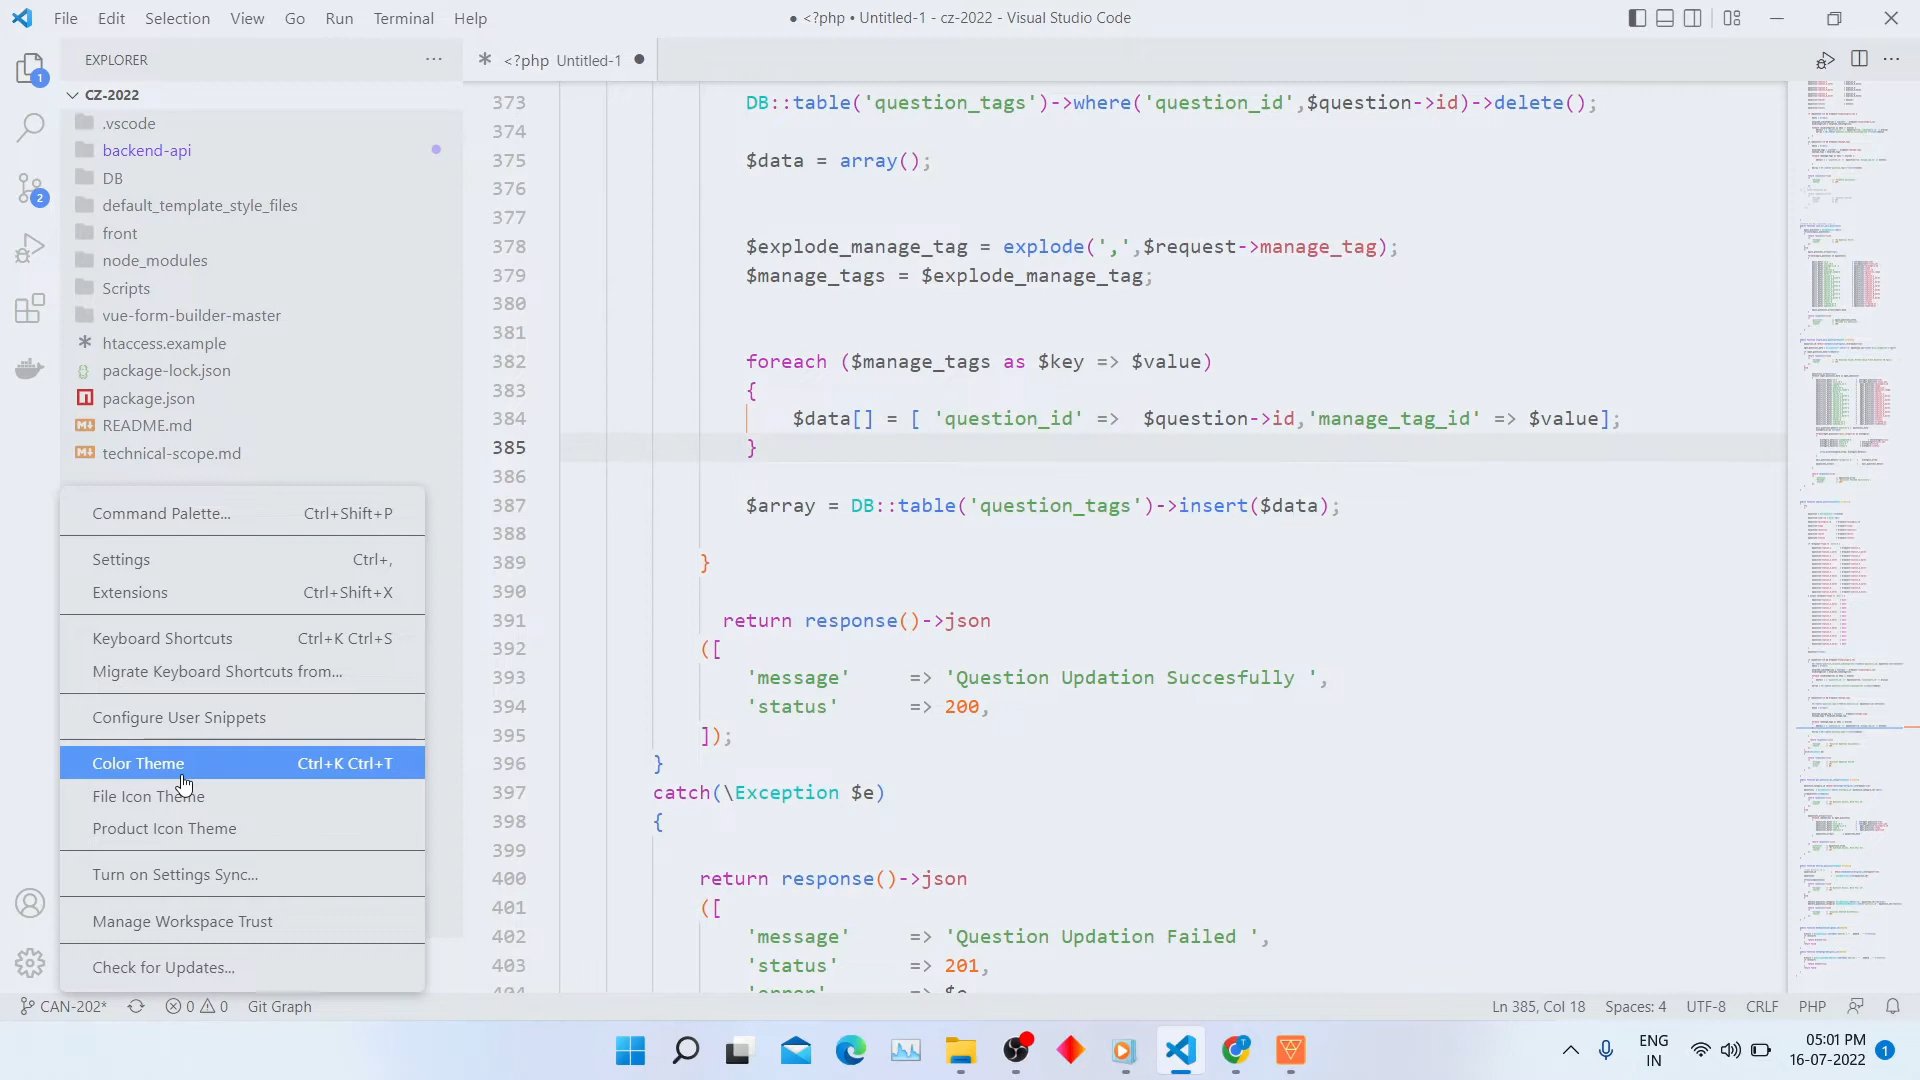 File Edit Selection View Go Run Terminal Help
● <?php • Untitled-1 - cz-2022 - Visual Studio Code
EXPLORER
<?php Untitled-1
CZ-2022
.vscode
backend-api
DB
default_template_style_files
front
node_modules
Scripts
vue-form-builder-master
htaccess.example
package-lock.json
package.json
README.md
technical-scope.md
1
2
Command Palette... Ctrl+Shift+P
Settings Ctrl+,
Extensions Ctrl+Shift+X
Keyboard Shortcuts Ctrl+K Ctrl+S
Migrate Keyboard Shortcuts from...
Configure User Snippets
Color Theme Ctrl+K Ctrl+T
File Icon Theme
Product Icon Theme
Turn on Settings Sync...
Manage Workspace Trust
Check for Updates...
373 DB::table('question_tags')->where('question_id',$question->id)->delete();
374
375 $data = array();
376
377
378 $explode_manage_tag = explode(',',$request->manage_tag);
379 $manage_tags = $explode_manage_tag;
380
381
382 foreach ($manage_tags as $key => $value)
383 {
384 $data[] = [ 'question_id' => $question->id,'manage_tag_id' => $value];
385 }
386
387 $array = DB::table('question_tags')->insert($data);
388
389 }
390
391 return response()->json
392 ([
393 'message' => 'Question Updation Succesfully ',
394 'status' => 200,
395 ]);
396 }
397 catch(\Exception $e)
398 {
399
400 return response()->json
401 ([
402 'message' => 'Question Updation Failed ',
403 'status' => 201,
404 'error' => $e
CAN-202* 0 0 Git Graph
Ln 385, Col 18 Spaces: 4 UTF-8 CRLF PHP
ENG
IN
05:01 PM
16-07-2022
1